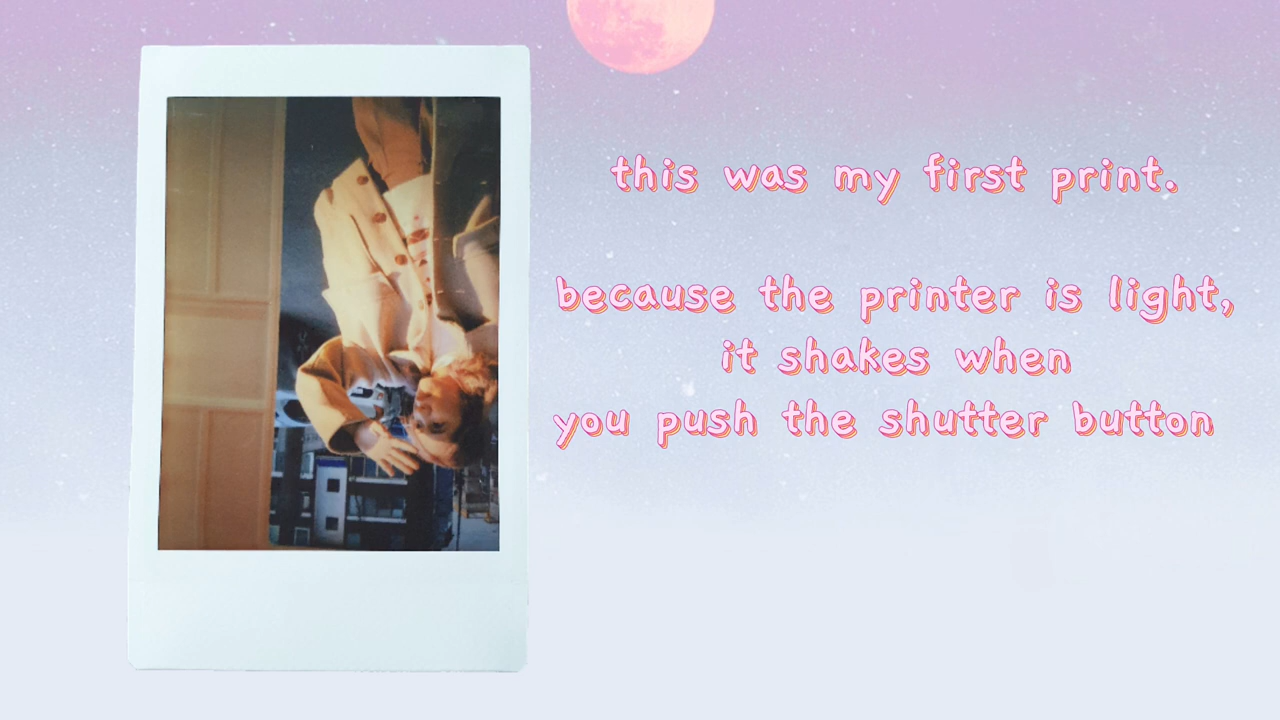 this was my first print.
because the printer is light,
it shakes when
you push the shutter button